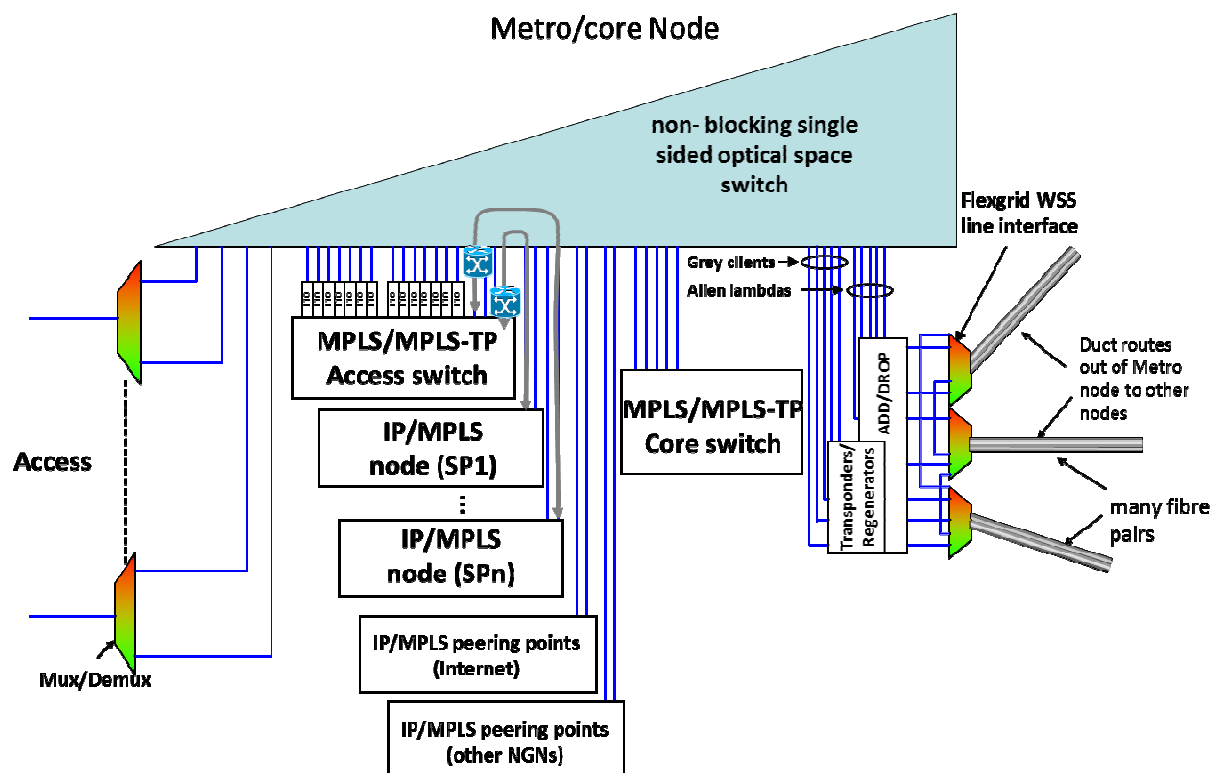 Metro/core Node
non- blocking single
sided optical space
switch
Flexgrid WSS
line interface
Grey clients
Alien lambdas
MPLS/MPLS-TP
Access switch
Duct routes
out of Metro
node to other
nodes
MPLS/MPLS-TP
Core switch
ADD/DROP
IP/MPLS
node (SP1)
...
Access
Transponders/
Regenerators
many fibre
pairs
IP/MPLS
node (SPn)
IP/MPLS peering points
(Internet)
Mux/Demux
IP/MPLS peering points
(other NGNs)